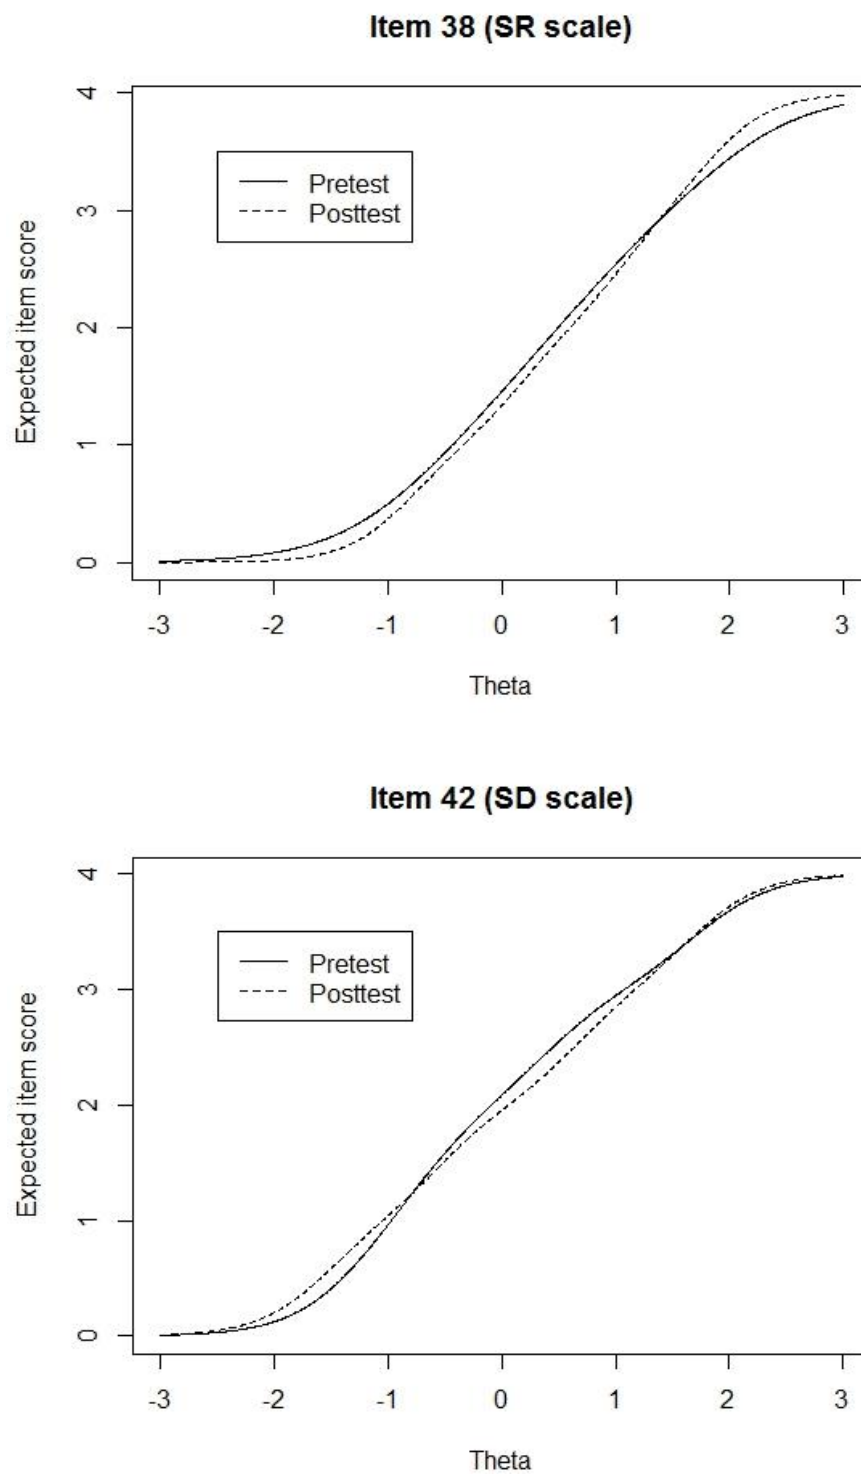 Item 38 (SR scale)
4
3
2
1
0
Expected item score
Pretest
Posttest
-3 -2 -1 0 1 2 3
Theta
Item 42 (SD scale)
4
3
2
1
0
Expected item score
Pretest
Posttest
-3 -2 -1 0 1 2 3
Theta